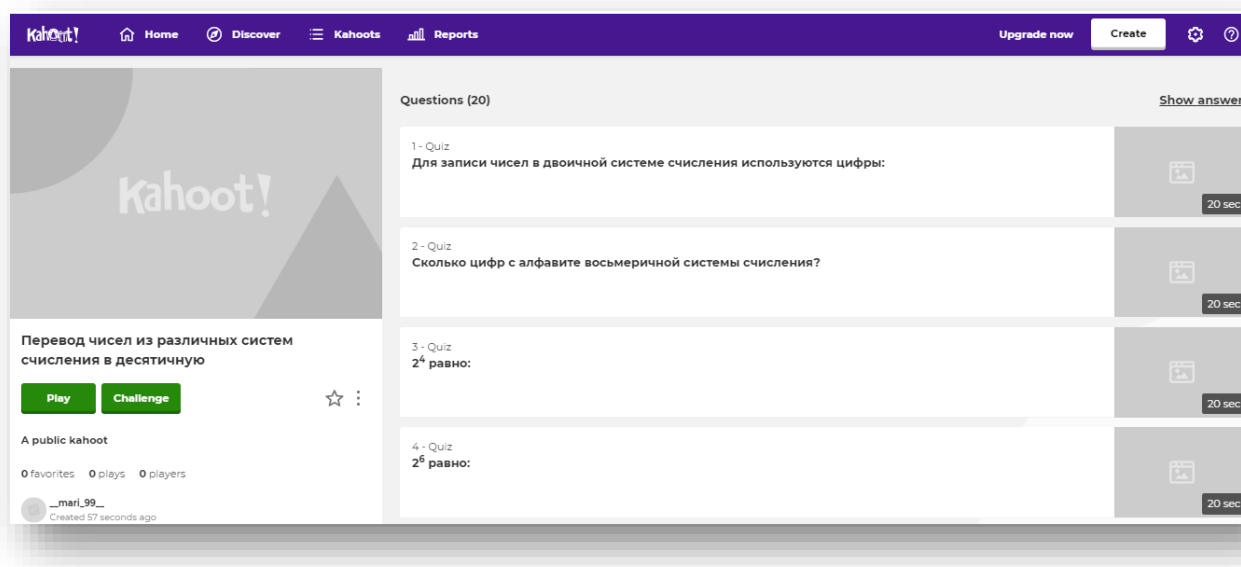 Kahoot! Home Discover Kahoots Reports Upgrade now Create
Kahoot!
Перевод чисел из различных систем
счисления в десятичную
Play Challenge
A public kahoot
0 favorites 0 plays 0 players
__mari_99__
Created 57 seconds ago
Questions (20) Show answer
1 - Quiz
Для записи чисел в двоичной системе счисления используются цифры:
20 sec
2 - Quiz
Сколько цифр с алфавите восьмеричной системы счисления?
20 sec
3 - Quiz
2⁴ равно:
20 sec
4 - Quiz
2⁶ равно:
20 sec